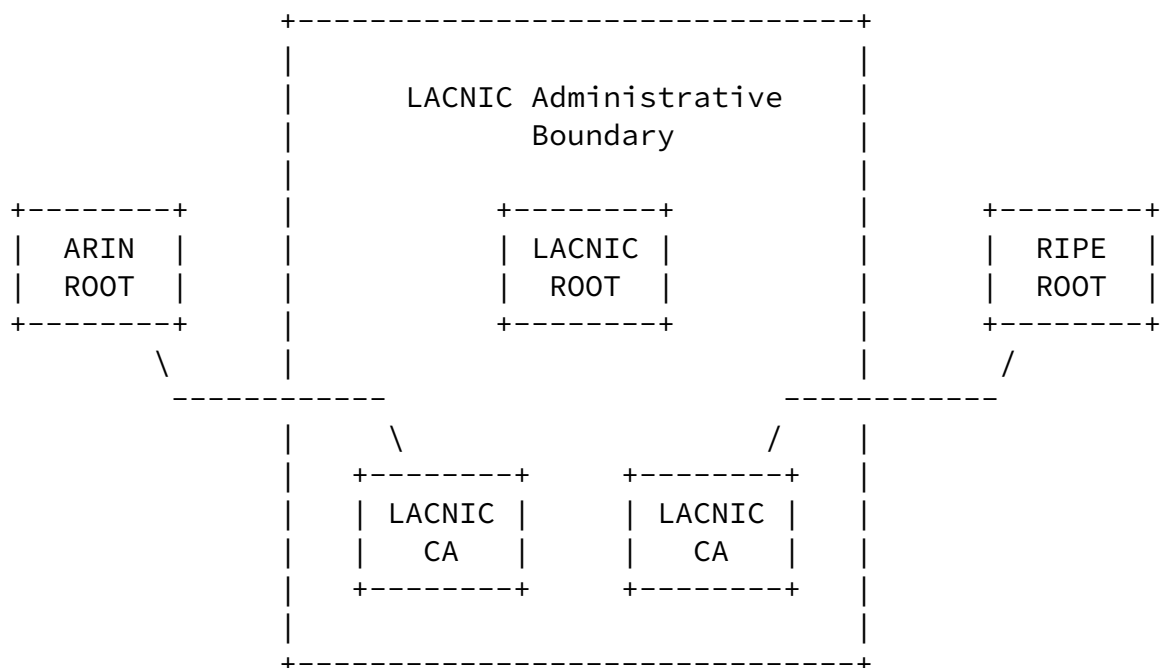 LACNIC Administrative
Boundary
ARIN
ROOT
LACNIC
ROOT
RIPE
ROOT
LACNIC
CA
LACNIC
CA